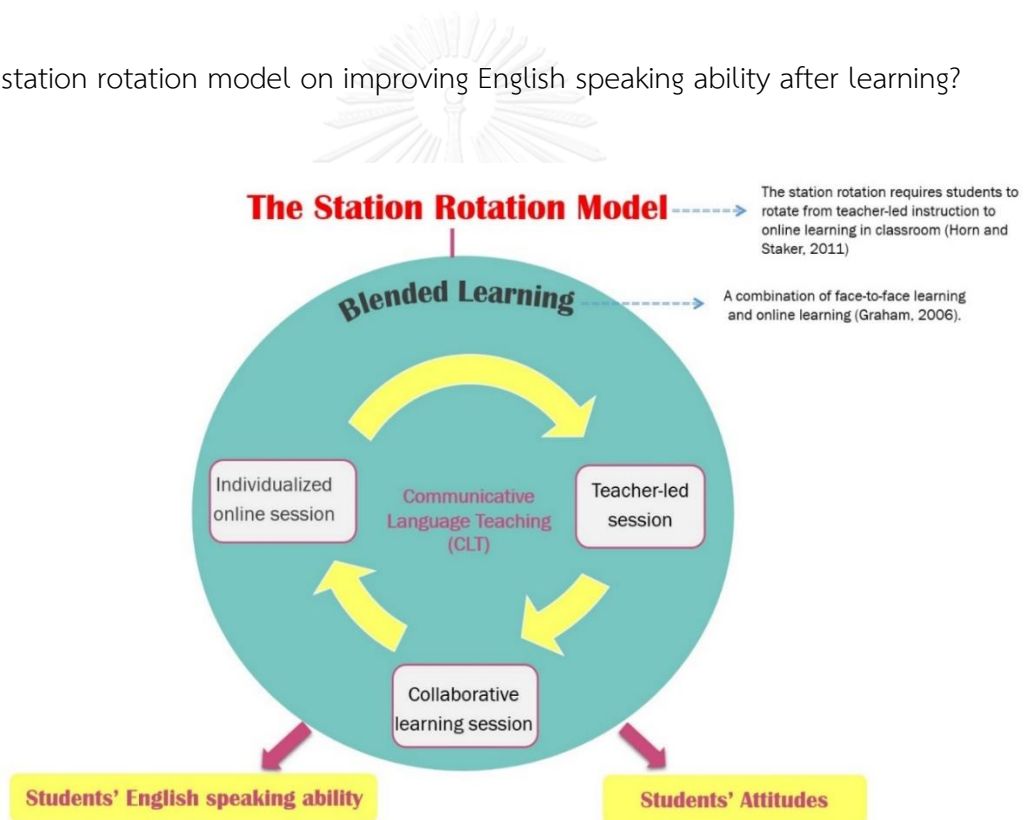 station rotation model on improving English speaking ability after learning?
The Station Rotation Model
The station rotation requires students to
rotate from teacher-led instruction to
online learning in classroom (Horn and
Staker, 2011)
Blended Learning
A combination of face-to-face learning
and online learning (Graham, 2006).
Individualized
online session
Communicative
Language Teaching
(CLT)
Teacher-led
session
Collaborative
learning session
Students' English speaking ability
Students' Attitudes